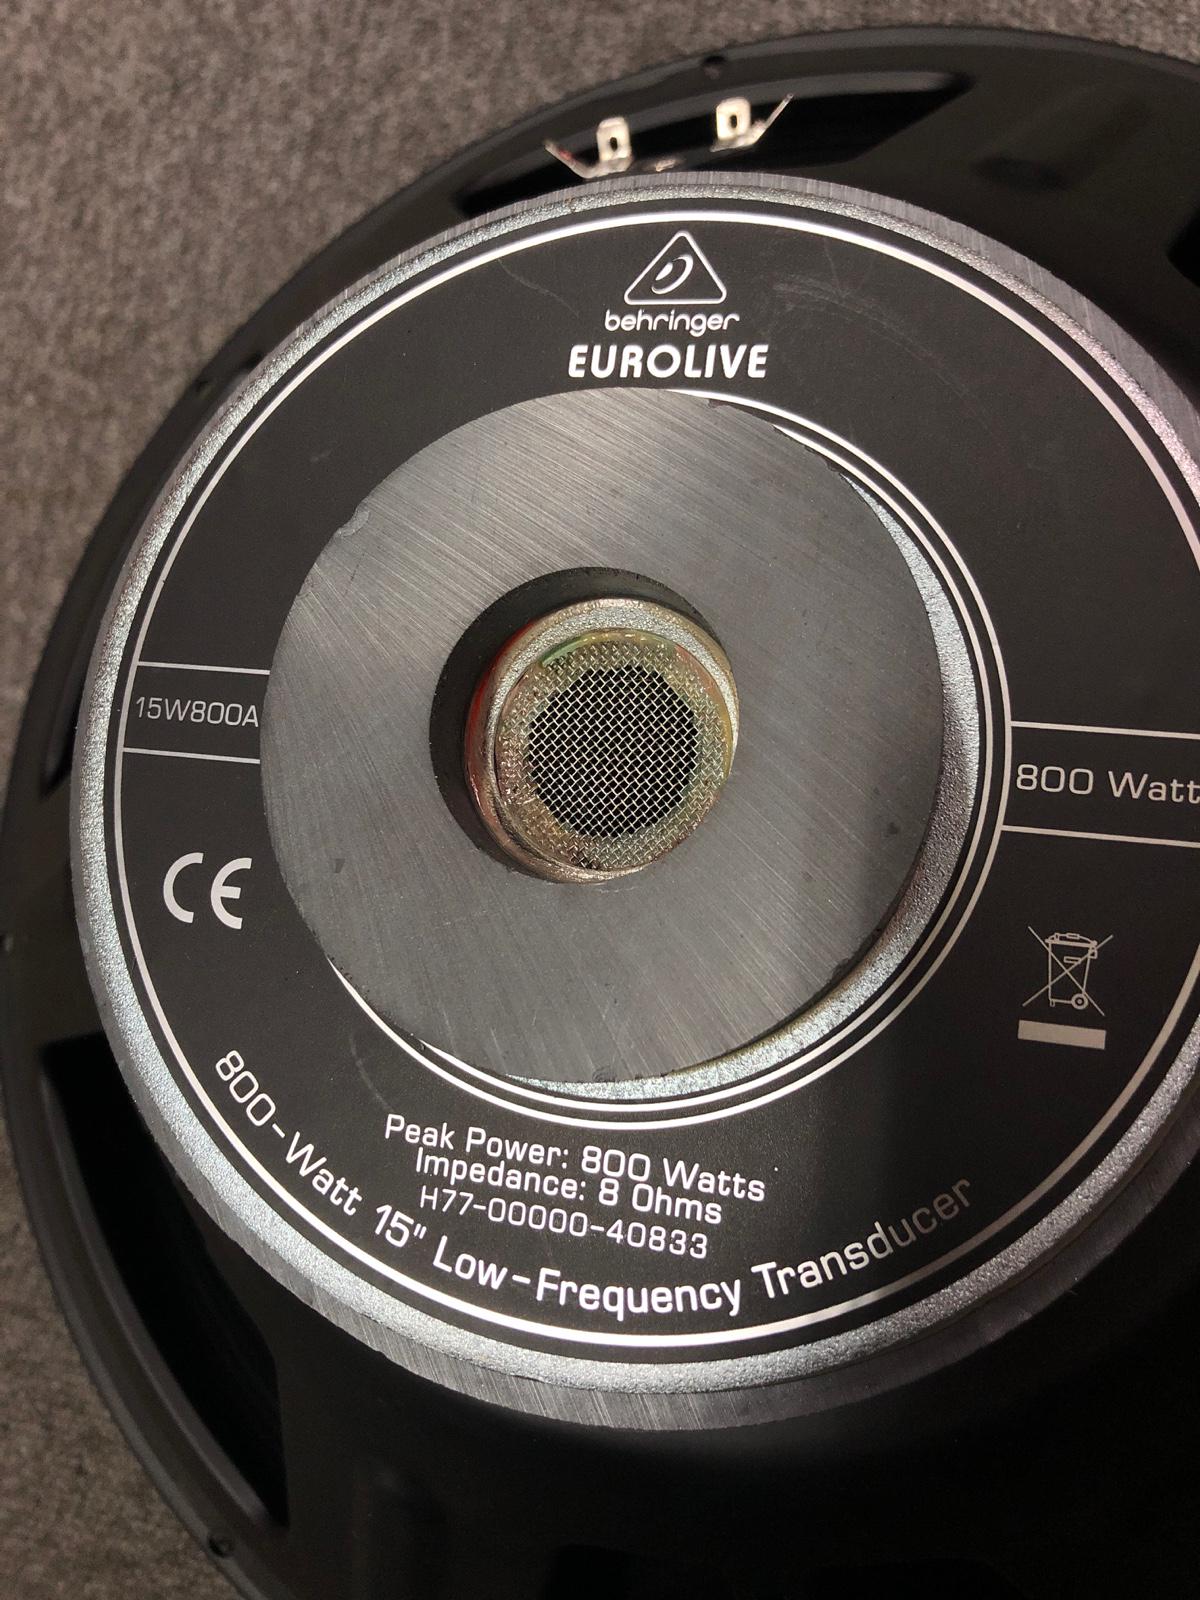 behringer
EUROLIVE
15W800A
800 Watt
CE
Peak Power: 800 Watts
Impedance: 8 Ohms
H77-00000-40833
800-Watt 15" Low-Frequency Transducer